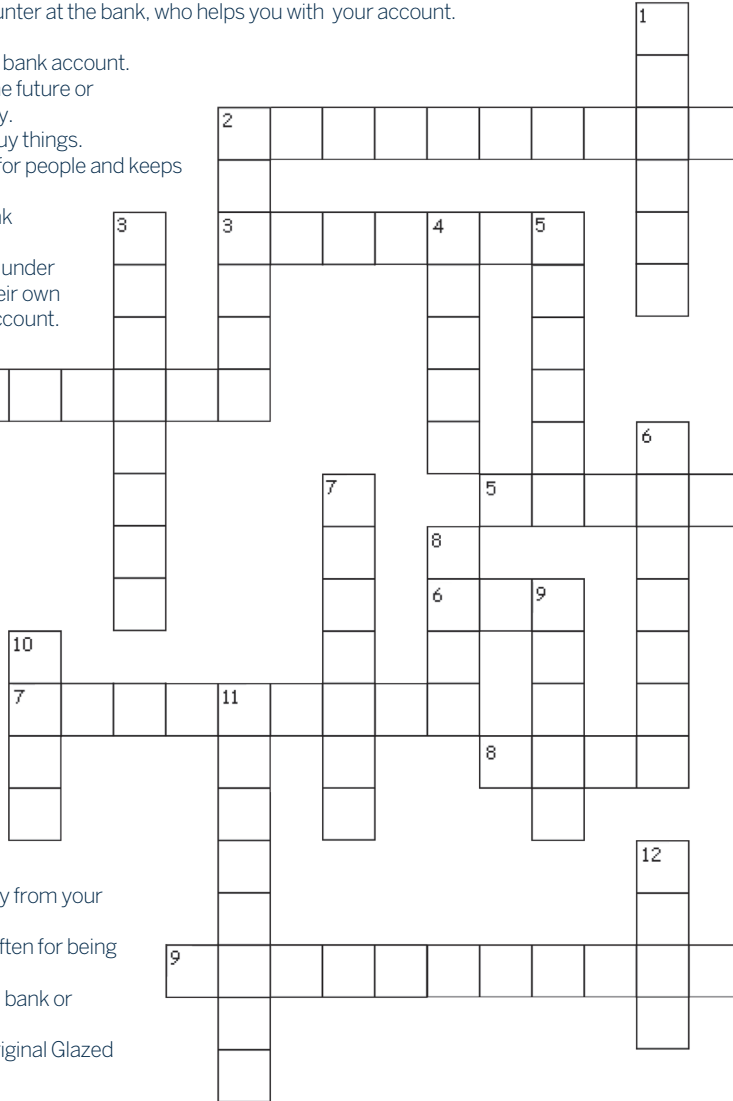 unter at the bank, who helps you with your account.
1
bank account.
e future or
2
y.
uy things.
for people and keeps
nk
3
3
4
5
under
eir own
ccount.
6
7
5
8
6
9
10
7
11
8
12
y from your
ften for being
9
bank or
iginal Glazed